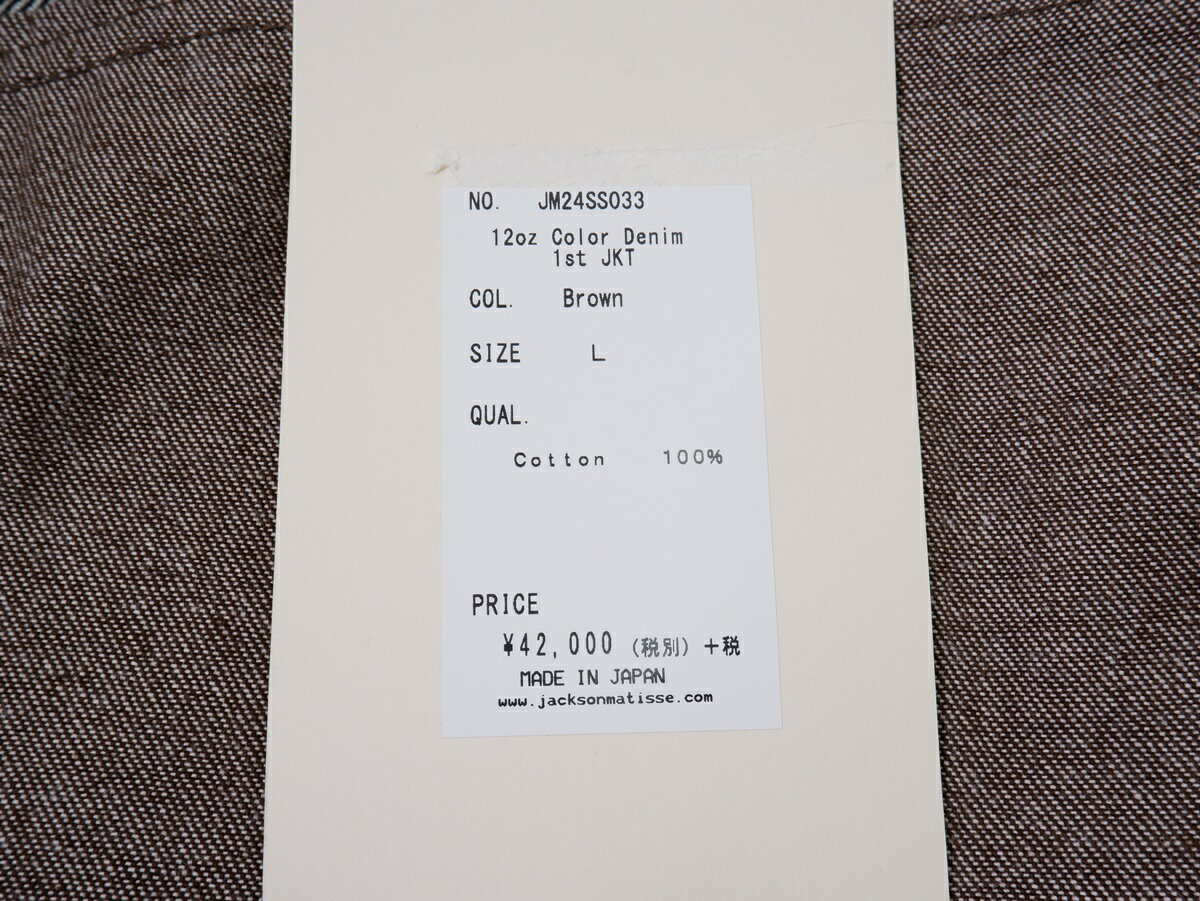 NO. JM24SS033
12oz Color Denim
1st JKT
COL. Brown
SIZE L
QUAL.
Cotton 100%
PRICE
¥42,000 (税別) +税
MADE IN JAPAN
www.jacksonmatisse.com